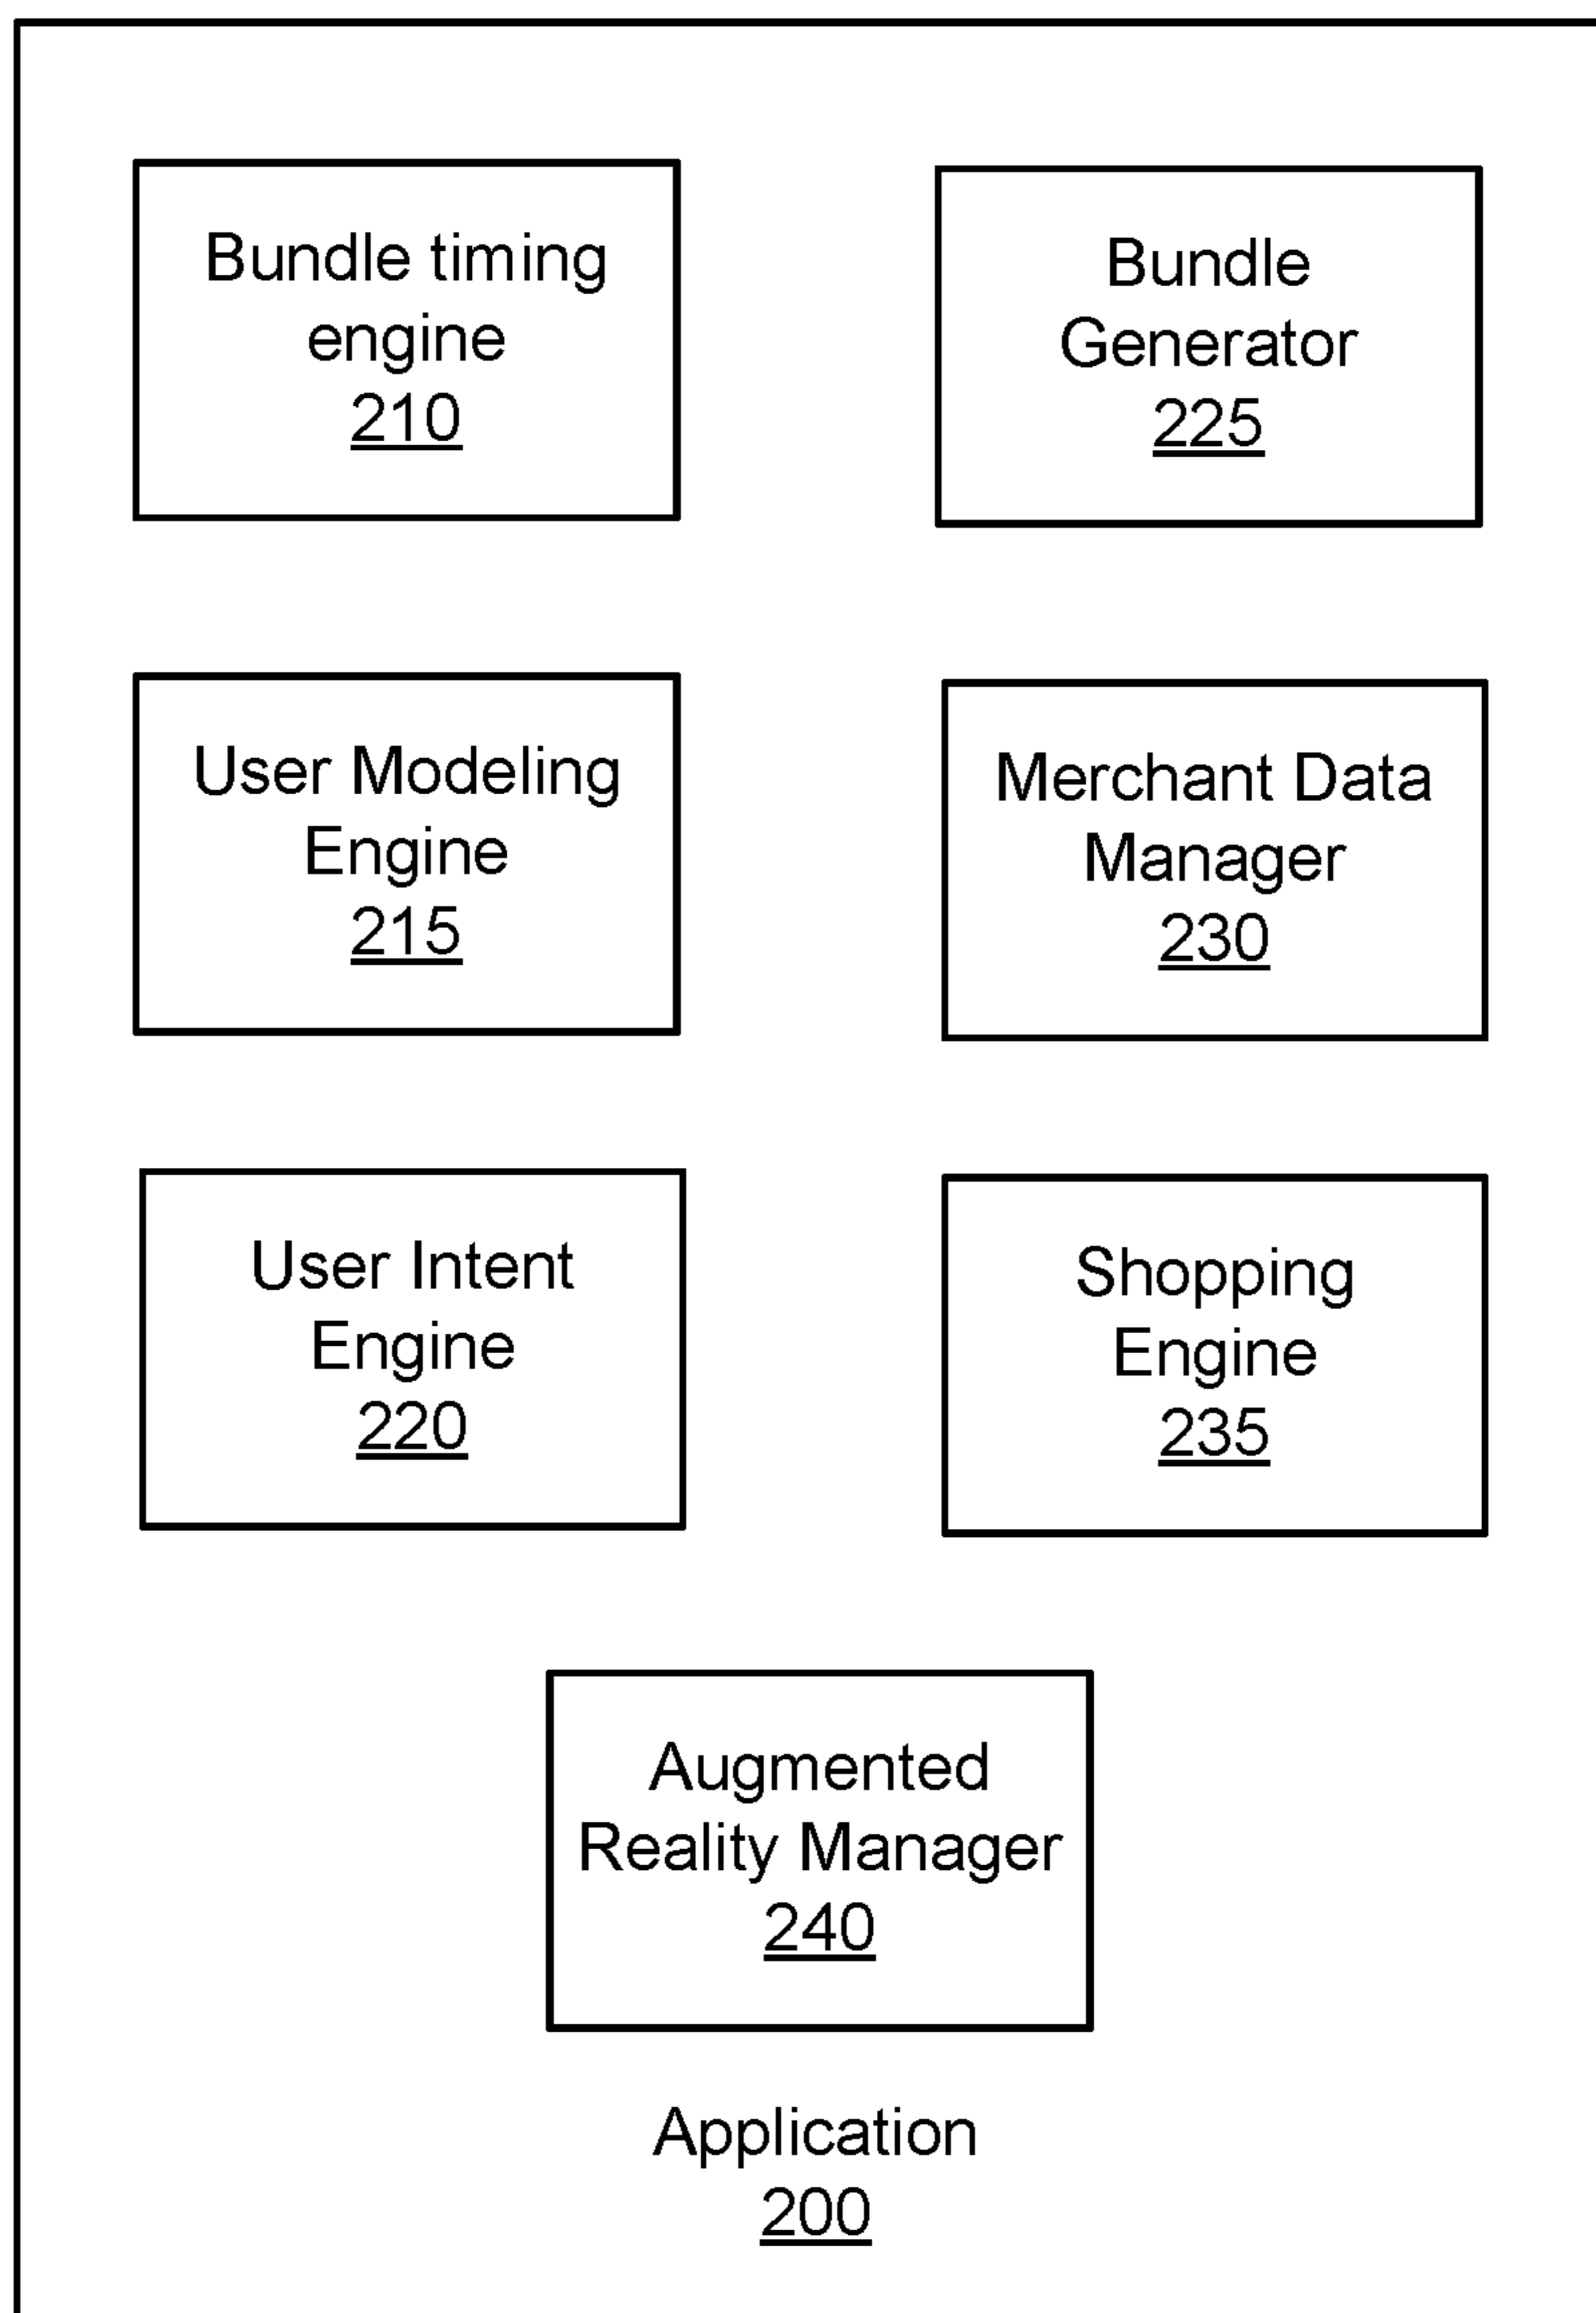 Bundle timing
engine
210
Bundle
Generator
225
User Modeling
Engine
215
Merchant Data
Manager
230
User Intent
Engine
220
Shopping
Engine
235
Augmented
Reality Manager
240
Application
200